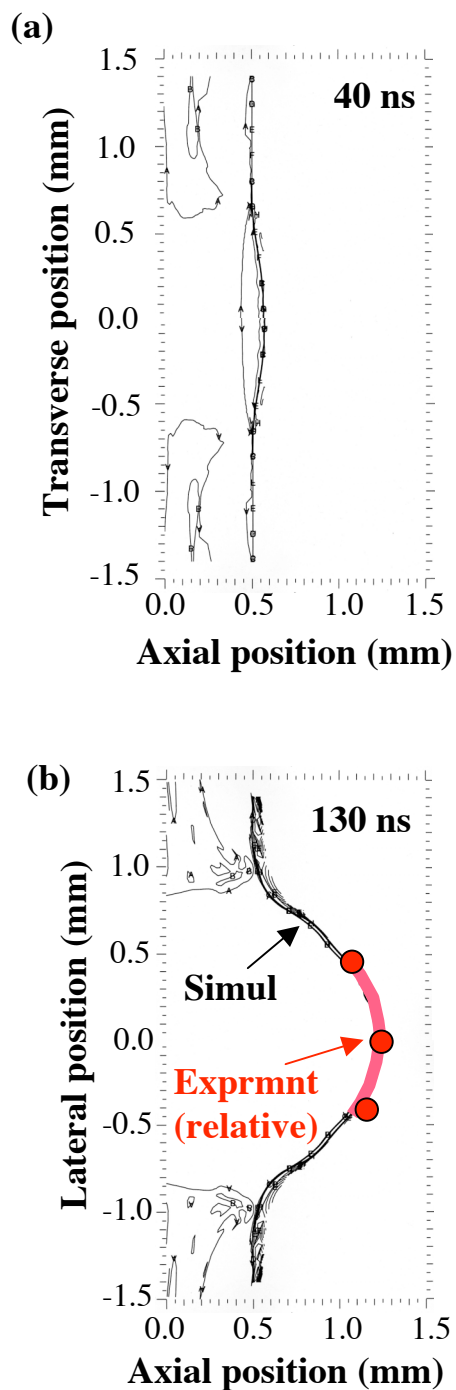 (a)
1.5
40 ns
1.0
0.5
0.0
-0.5
-1.0
-1.5
Transverse position (mm)
0.0 0.5 1.0 1.5
Axial position (mm)
(b)
1.5
130 ns
1.0
0.5
Simul
0.0
Exprmnt
(relative)
-0.5
-1.0
-1.5
Lateral position (mm)
0.0 0.5 1.0 1.5
Axial position (mm)